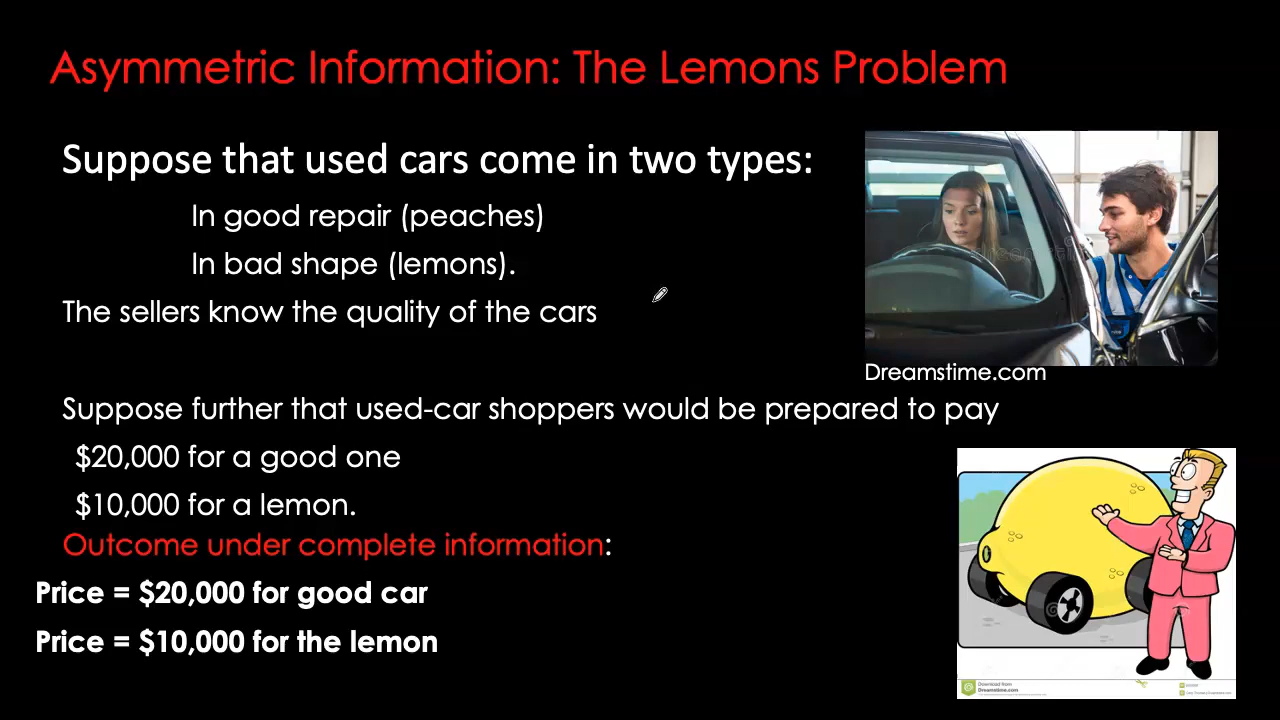 Asymmetric Information: The Lemons Problem
Suppose that used cars come in two types:
In good repair (peaches)
In bad shape (lemons).
The sellers know the quality of the cars
Dreamstime.com
Suppose further that used-car shoppers would be prepared to pay
$20,000 for a good one
$10,000 for a lemon.
Outcome under complete information:
Price = $20,000 for good car
Price = $10,000 for the lemon
Download from
Dreamstime.com